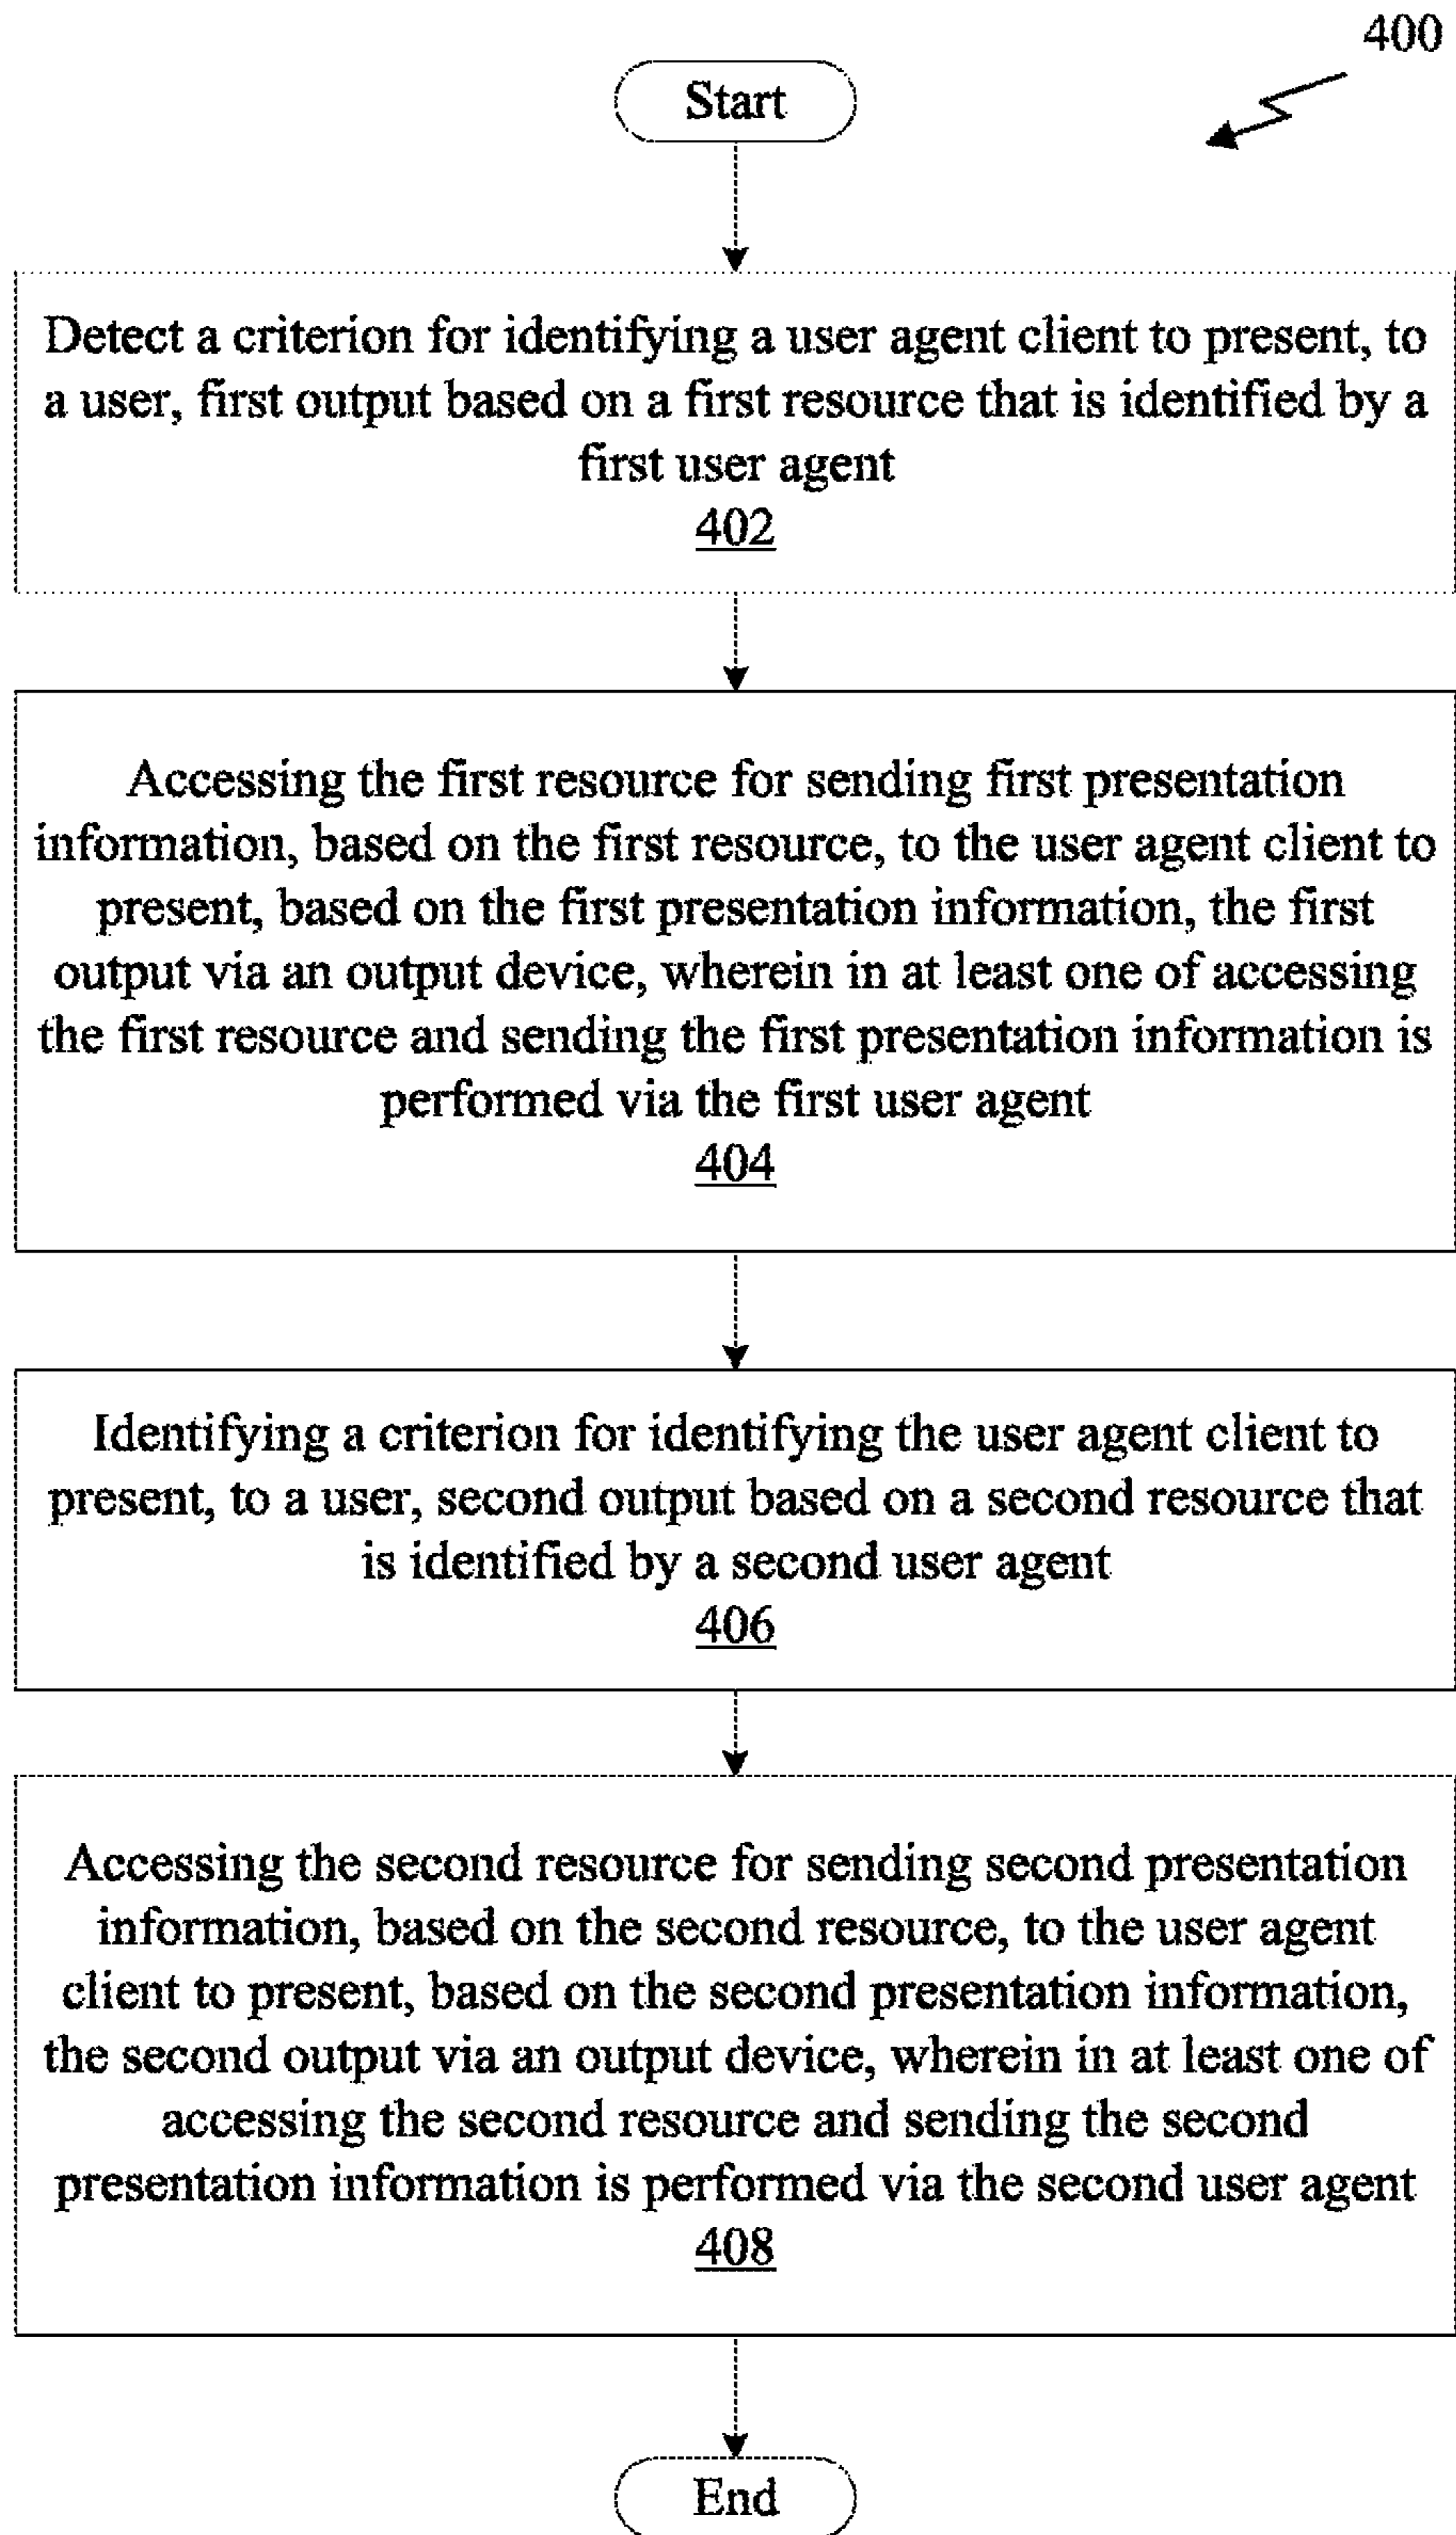 400
Start
Detect a criterion for identifying a user agent client to present, to
a user, first output based on a first resource that is identified by a
first user agent
402
Accessing the first resource for sending first presentation
information, based on the first resource, to the user agent client to
present, based on the first presentation information, the first
output via an output device, wherein in at least one of accessing
the first resource and sending the first presentation information is
performed via the first user agent
404
Identifying a criterion for identifying the user agent client to
present, to a user, second output based on a second resource that
is identified by a second user agent
406
Accessing the second resource for sending second presentation
information, based on the second resource, to the user agent
client to present, based on the second presentation information,
the second output via an output device, wherein in at least one of
accessing the second resource and sending the second
presentation information is performed via the second user agent
408
End